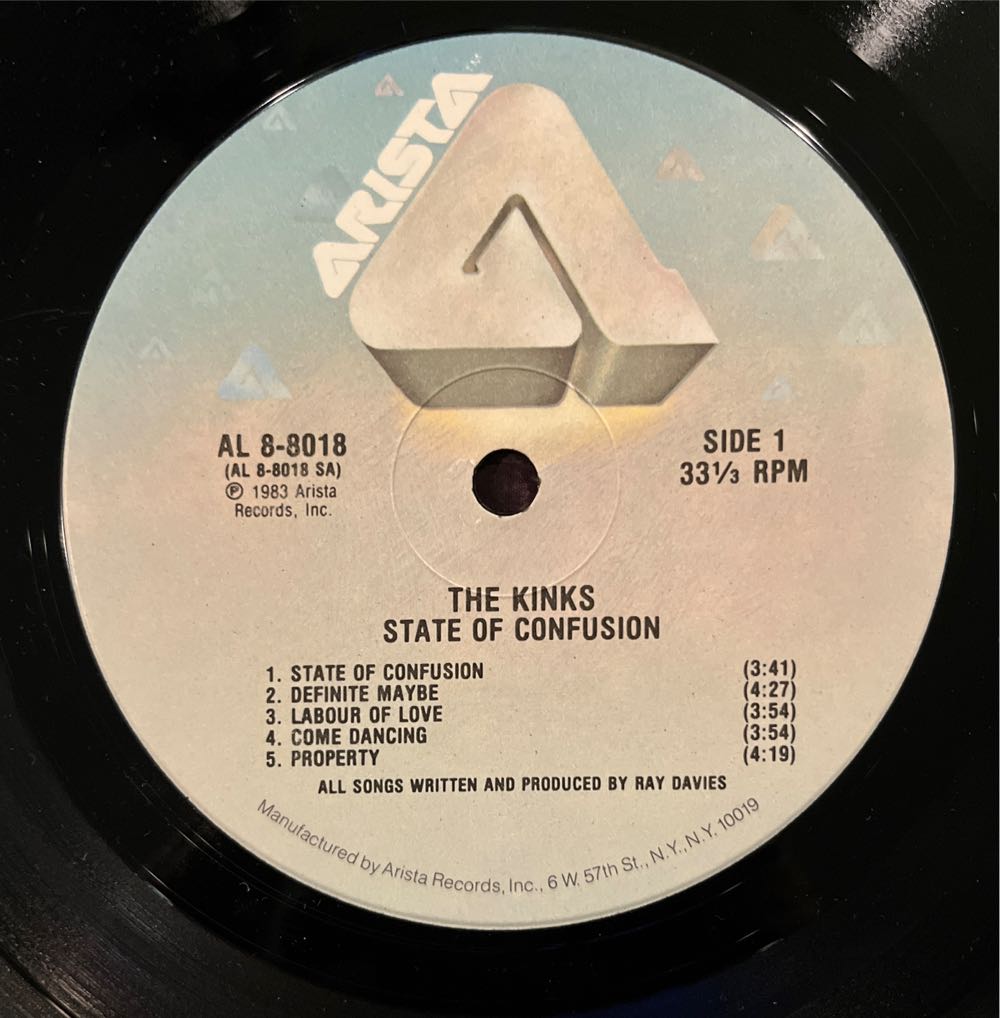 ARISTA™
AL 8-8018
(AL 8-8018 SA)
℗ 1983 Arista
Records, Inc.
SIDE 1
33⅓ RPM
THE KINKS
STATE OF CONFUSION
1. STATE OF CONFUSION (3:41)
2. DEFINITE MAYBE (4:27)
3. LABOUR OF LOVE (3:54)
4. COME DANCING (3:54)
5. PROPERTY (4:19)
ALL SONGS WRITTEN AND PRODUCED BY RAY DAVIES
Manufactured by Arista Records, Inc., 6 W. 57th St., N.Y., N.Y. 10019